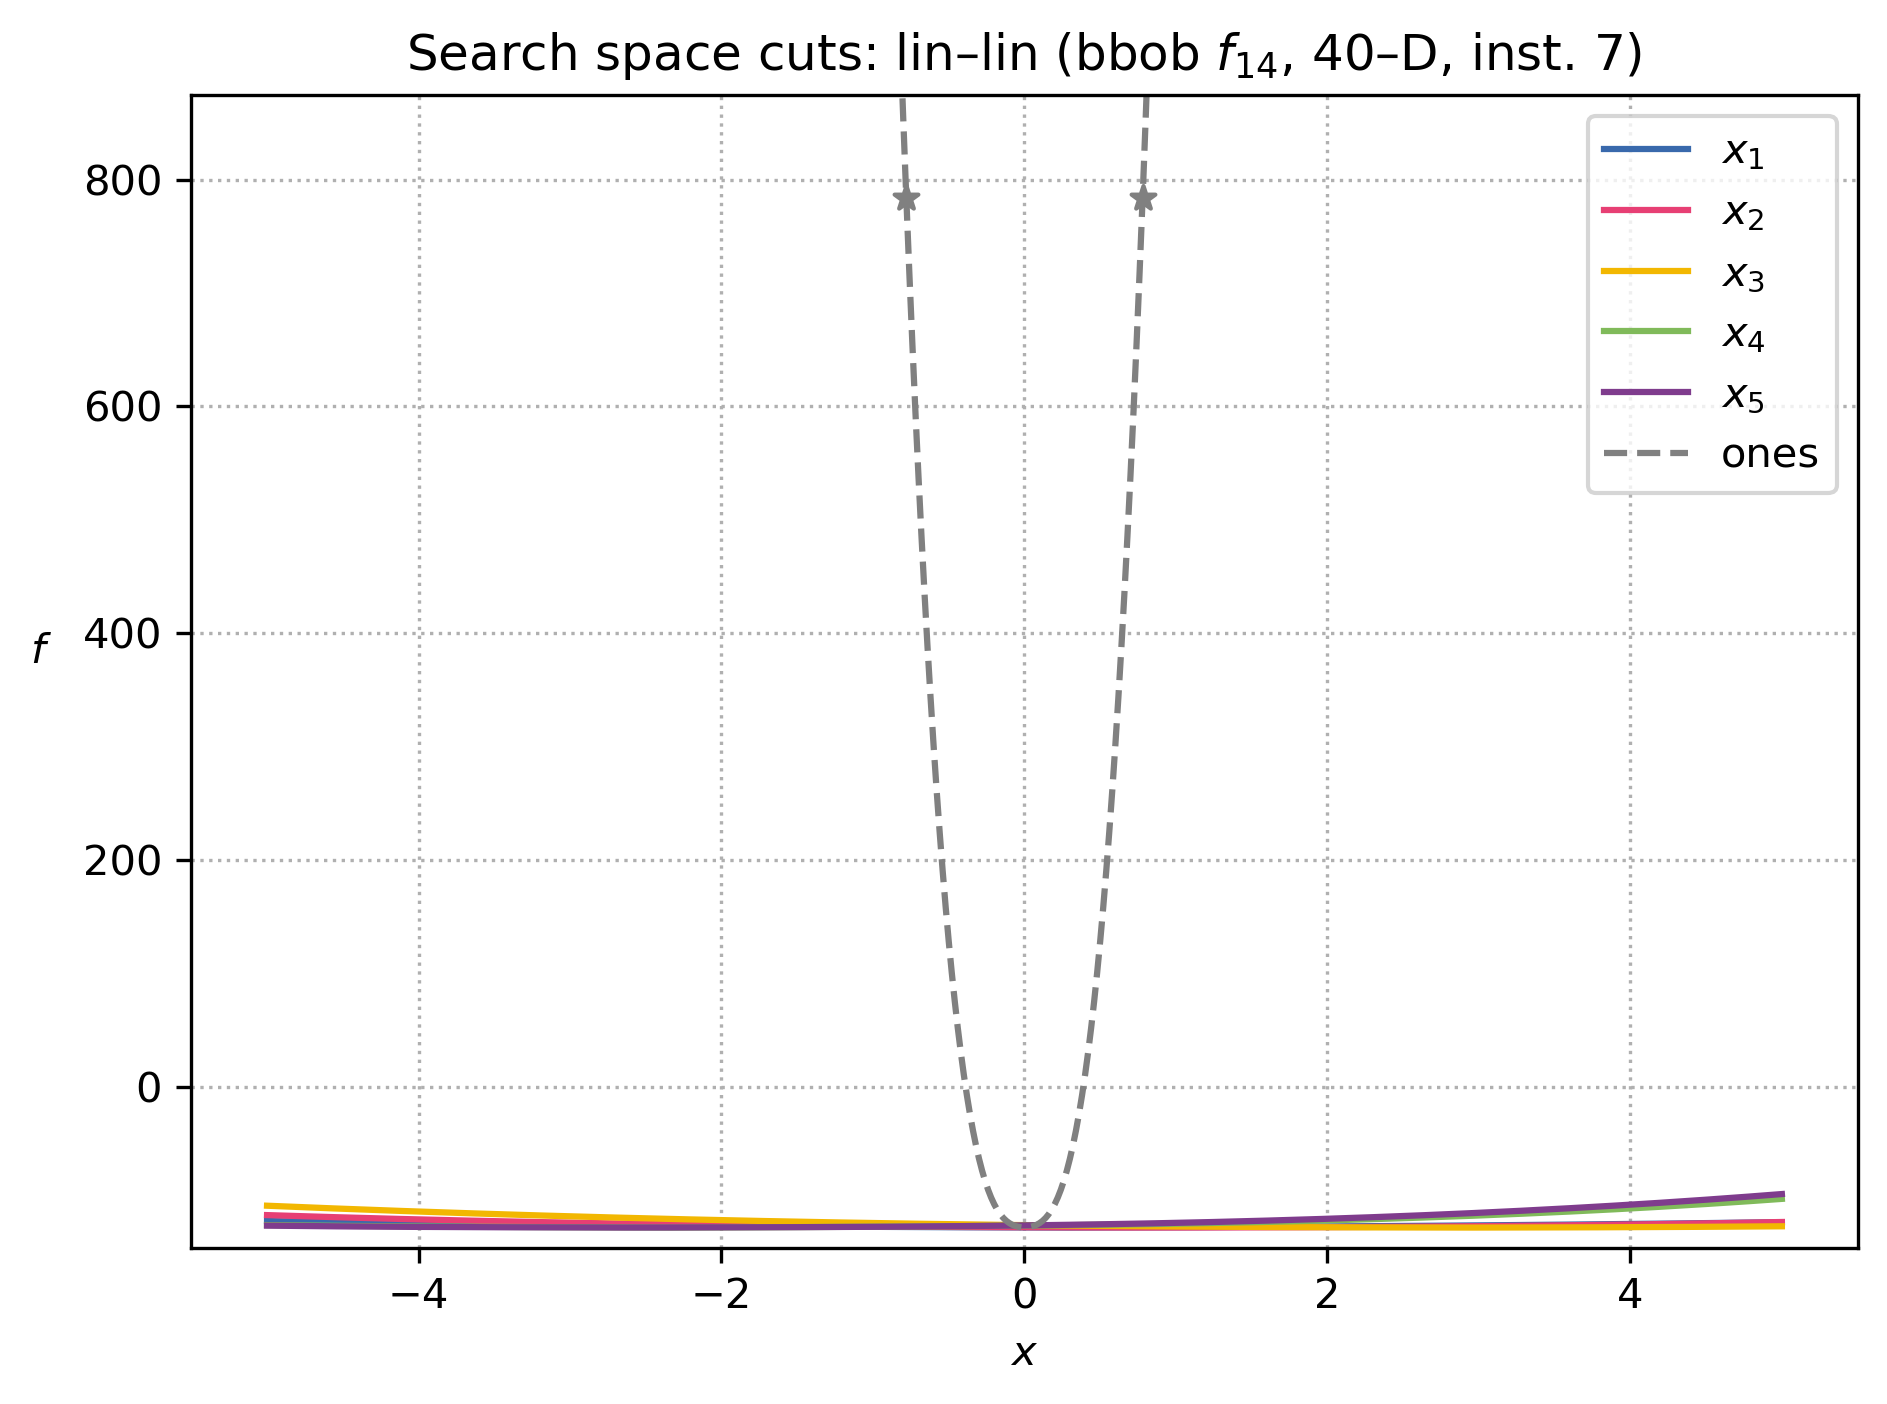 Search space cuts: lin–lin (bbob f14, 40–D, inst. 7)
800
600
400
200
0
f
−4
−2
0
2
4
x
x1
x2
x3
x4
x5
ones